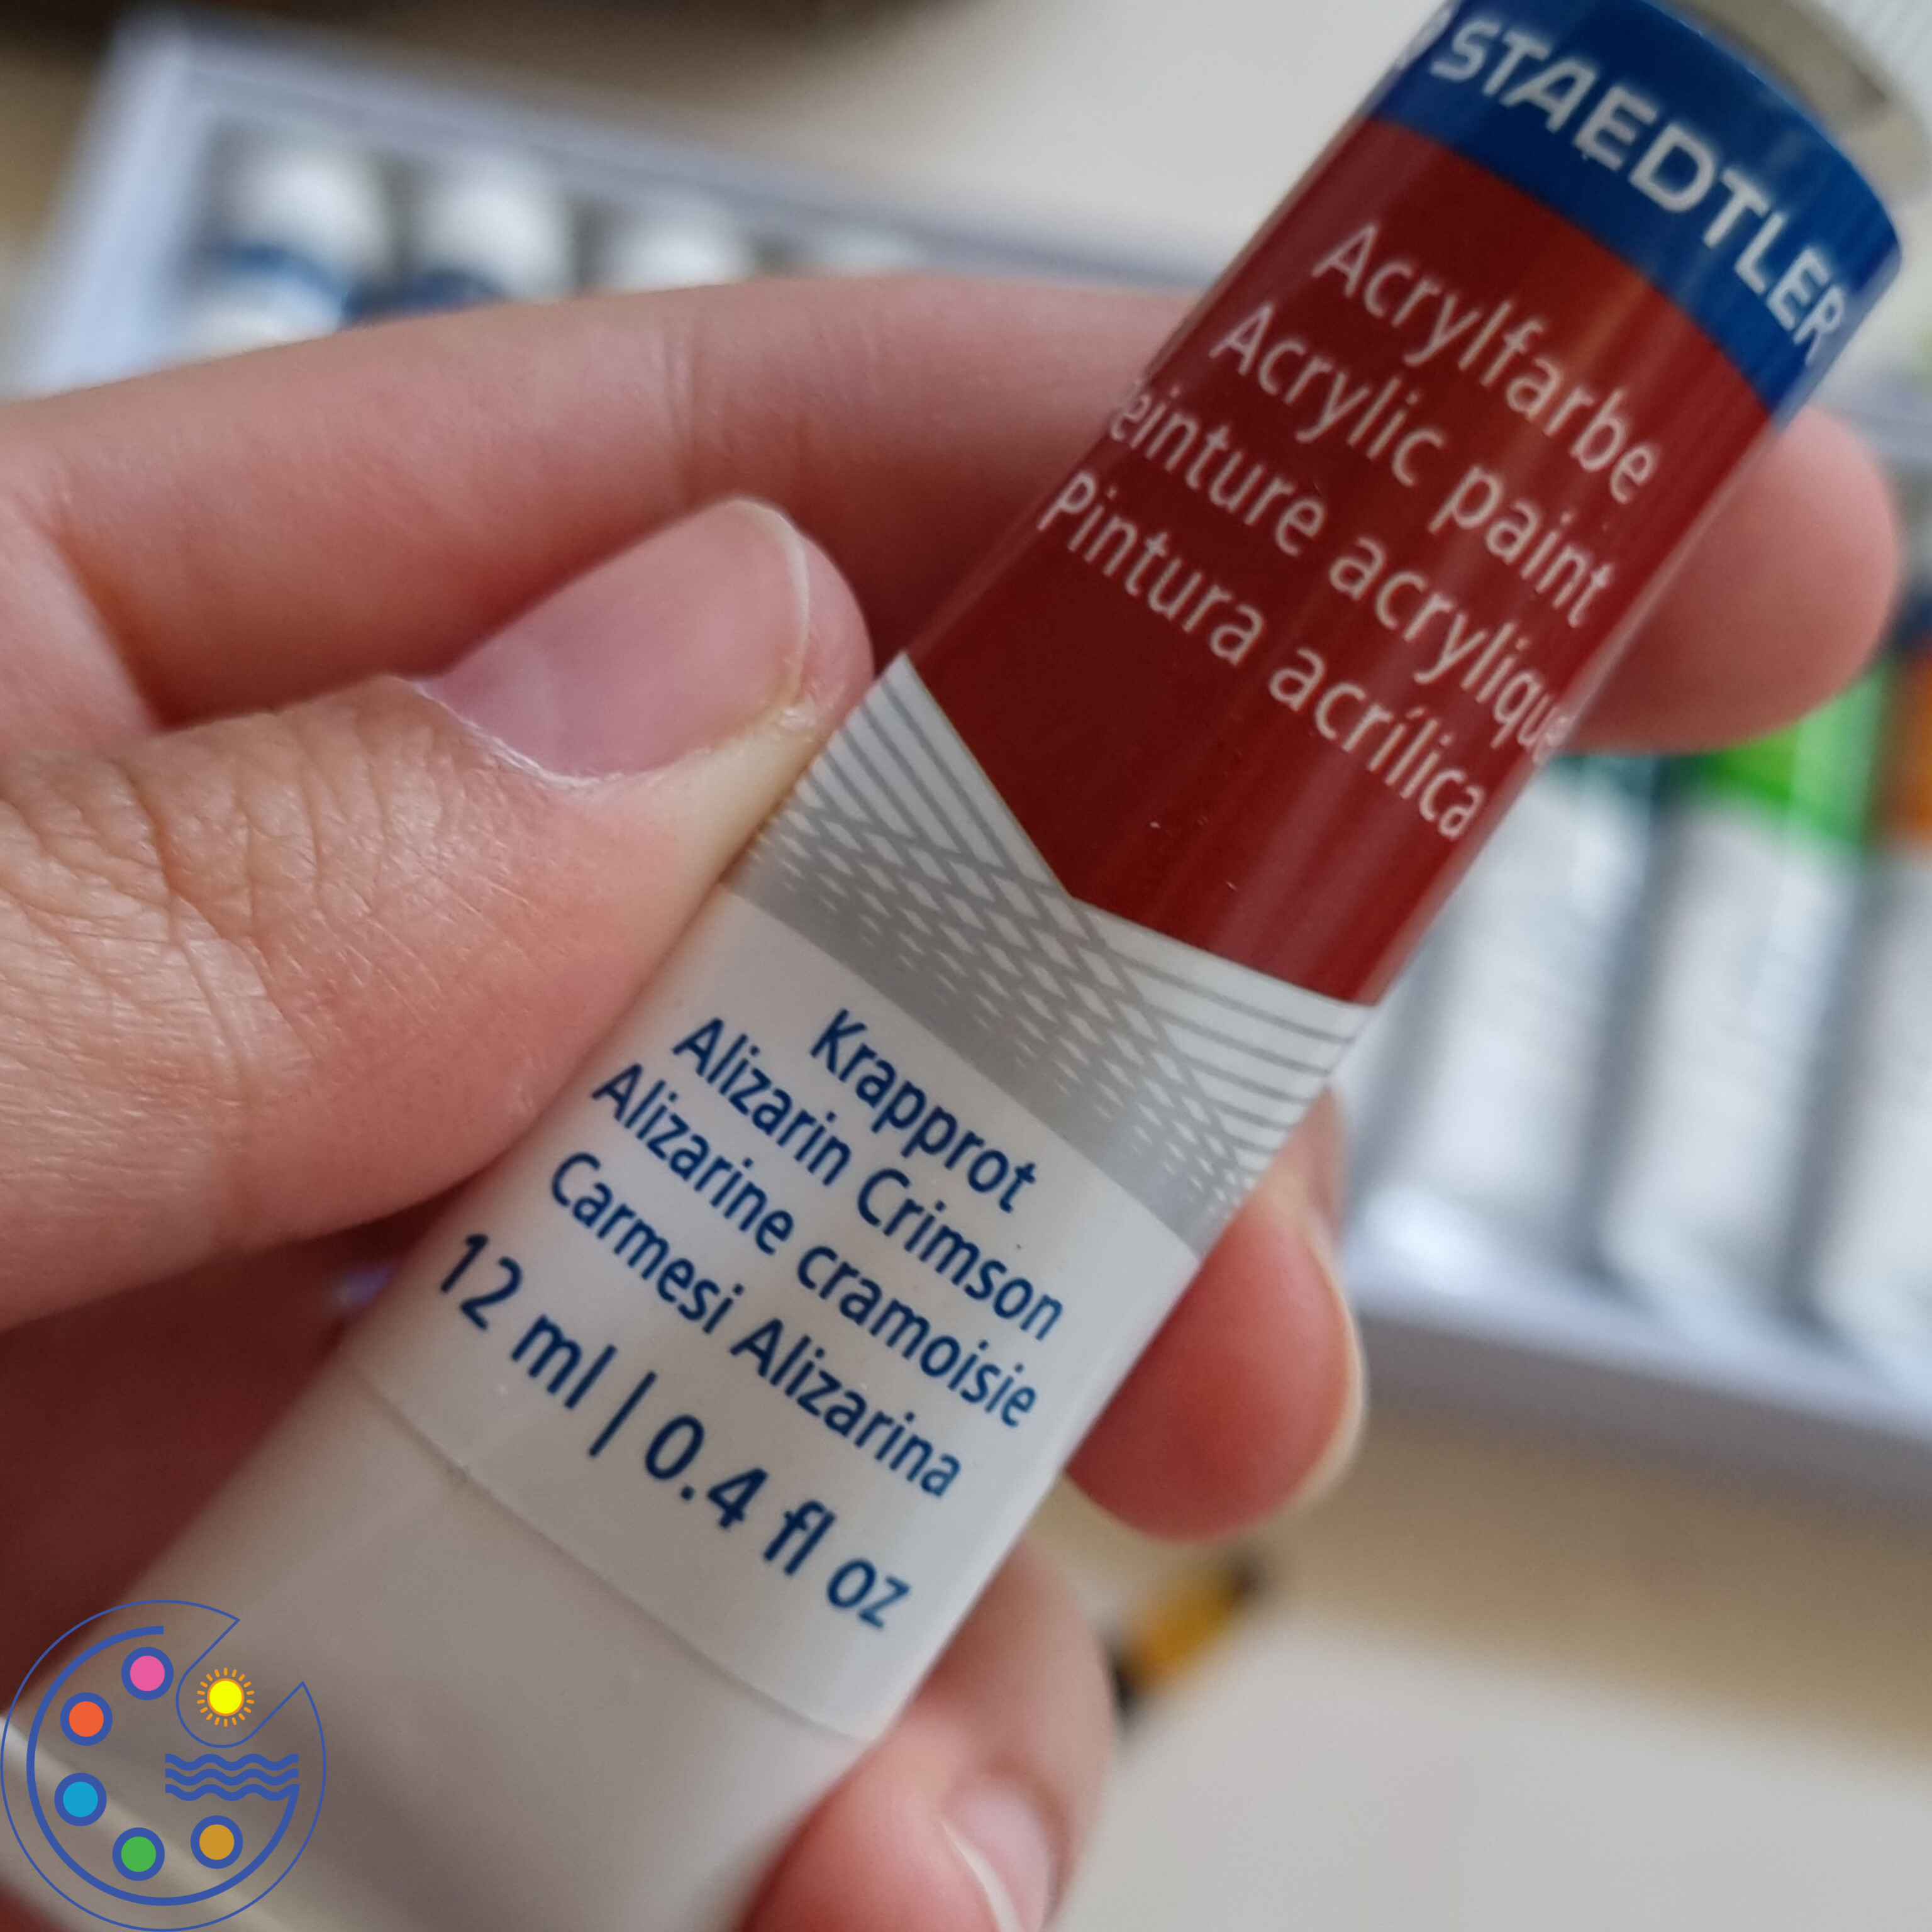 STAEDTLER
Acrylfarbe
Acrylic paint
einture acrylique
Pintura acrílica
Krapprot
Alizarin Crimson
Alizarine cramoisie
Carmesi Alizarina
12 ml | 0.4 fl oz